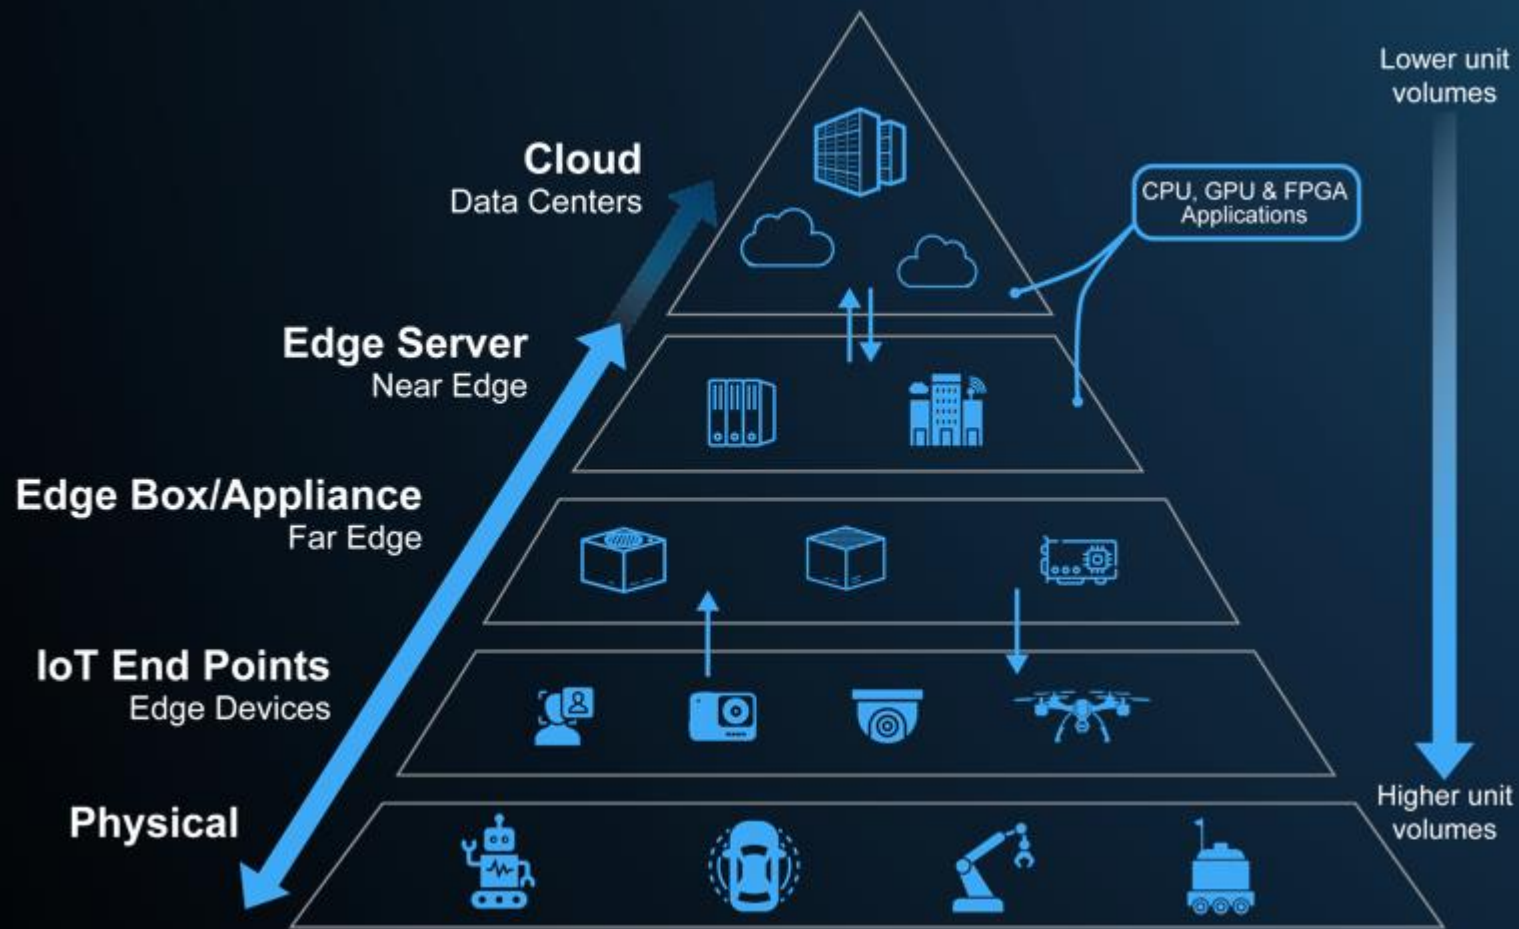 Lower unit
volumes
Cloud
Data Centers
CPU, GPU & FPGA
Applications
Edge Server
Near Edge
Edge Box/Appliance
Far Edge
IoT End Points
Edge Devices
Physical
Higher unit
volumes